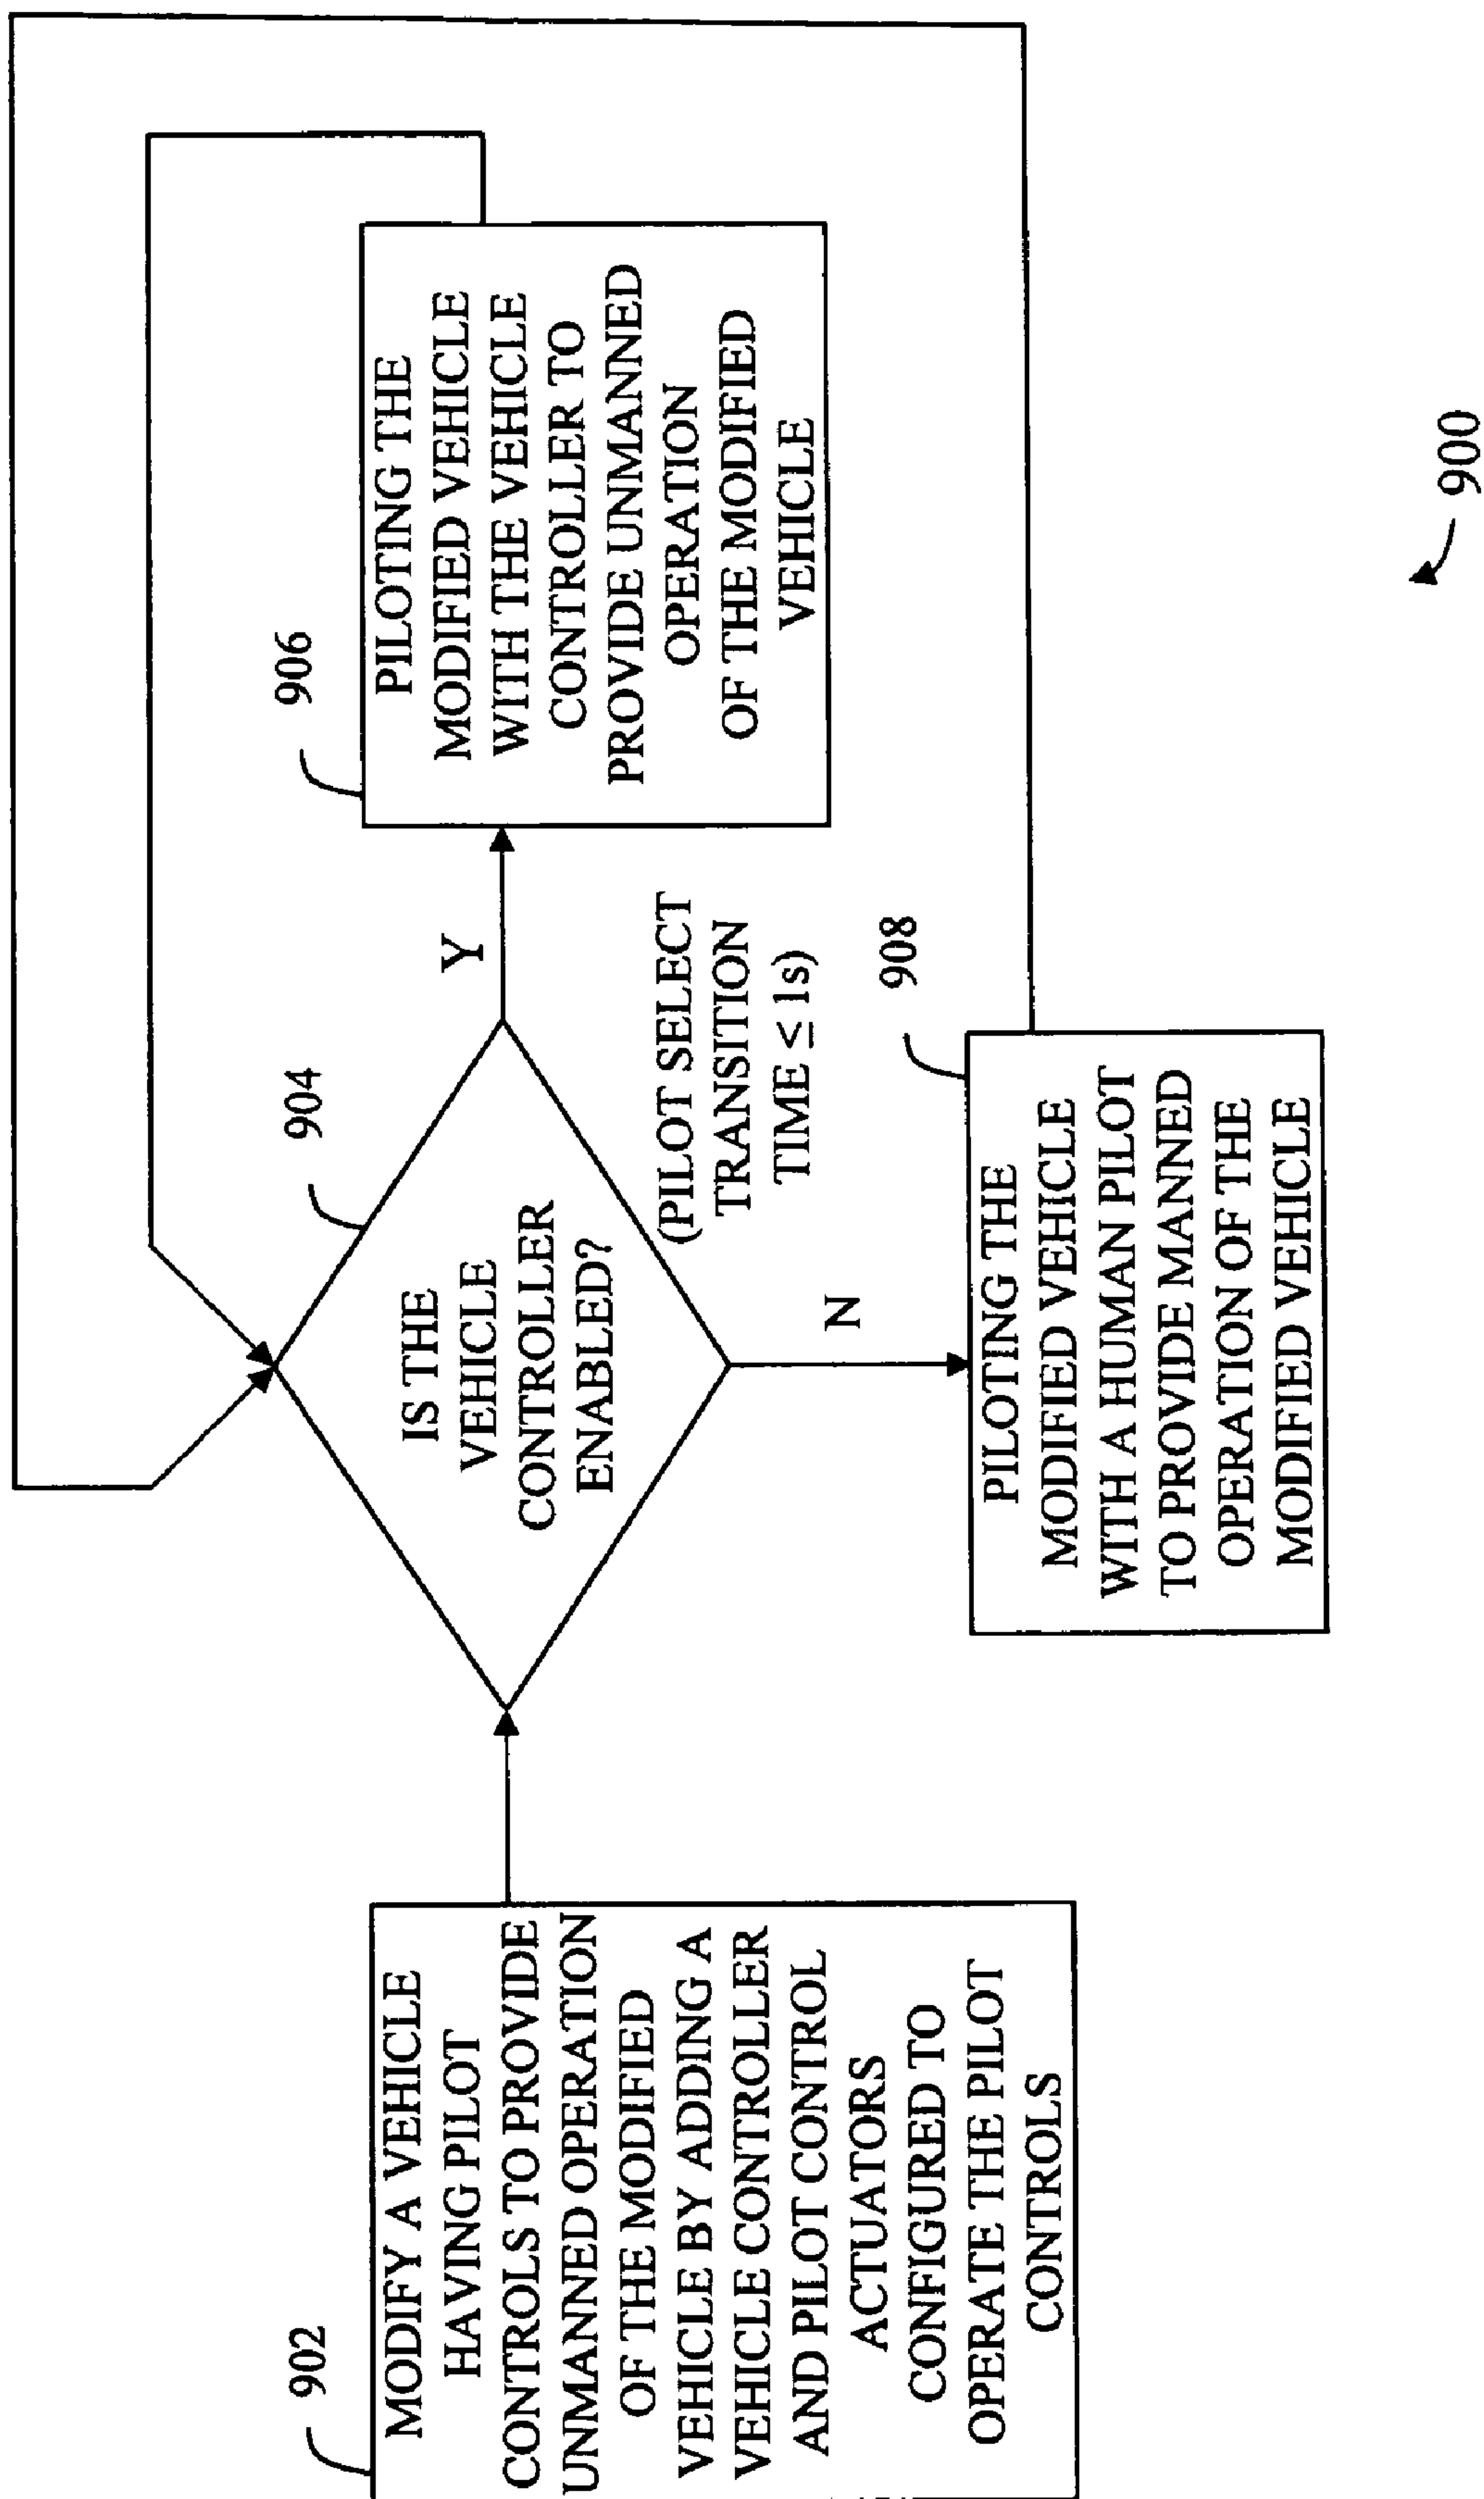 902
MODIFY A VEHICLE
HAVING PILOT
CONTROLS TO PROVIDE
UNMANNED OPERATION
OF THE MODIFIED
VEHICLE BY ADDING A
VEHICLE CONTROLLER
AND PILOT CONTROL
ACTUATORS
CONFIGURED TO
OPERATE THE PILOT
CONTROLS
904
IS THE
VEHICLE
CONTROLLER
ENABLED?
Y
906
PILOTING THE
MODIFIED VEHICLE
WITH THE VEHICLE
CONTROLLER TO
PROVIDE UNMANNED
OPERATION
OF THE MODIFIED
VEHICLE
(PILOT SELECT
TRANSITION
TIME ≤ 1s)
N
908
PILOTING THE
MODIFIED VEHICLE
WITH A HUMAN PILOT
TO PROVIDE MANNED
OPERATION OF THE
MODIFIED VEHICLE
900